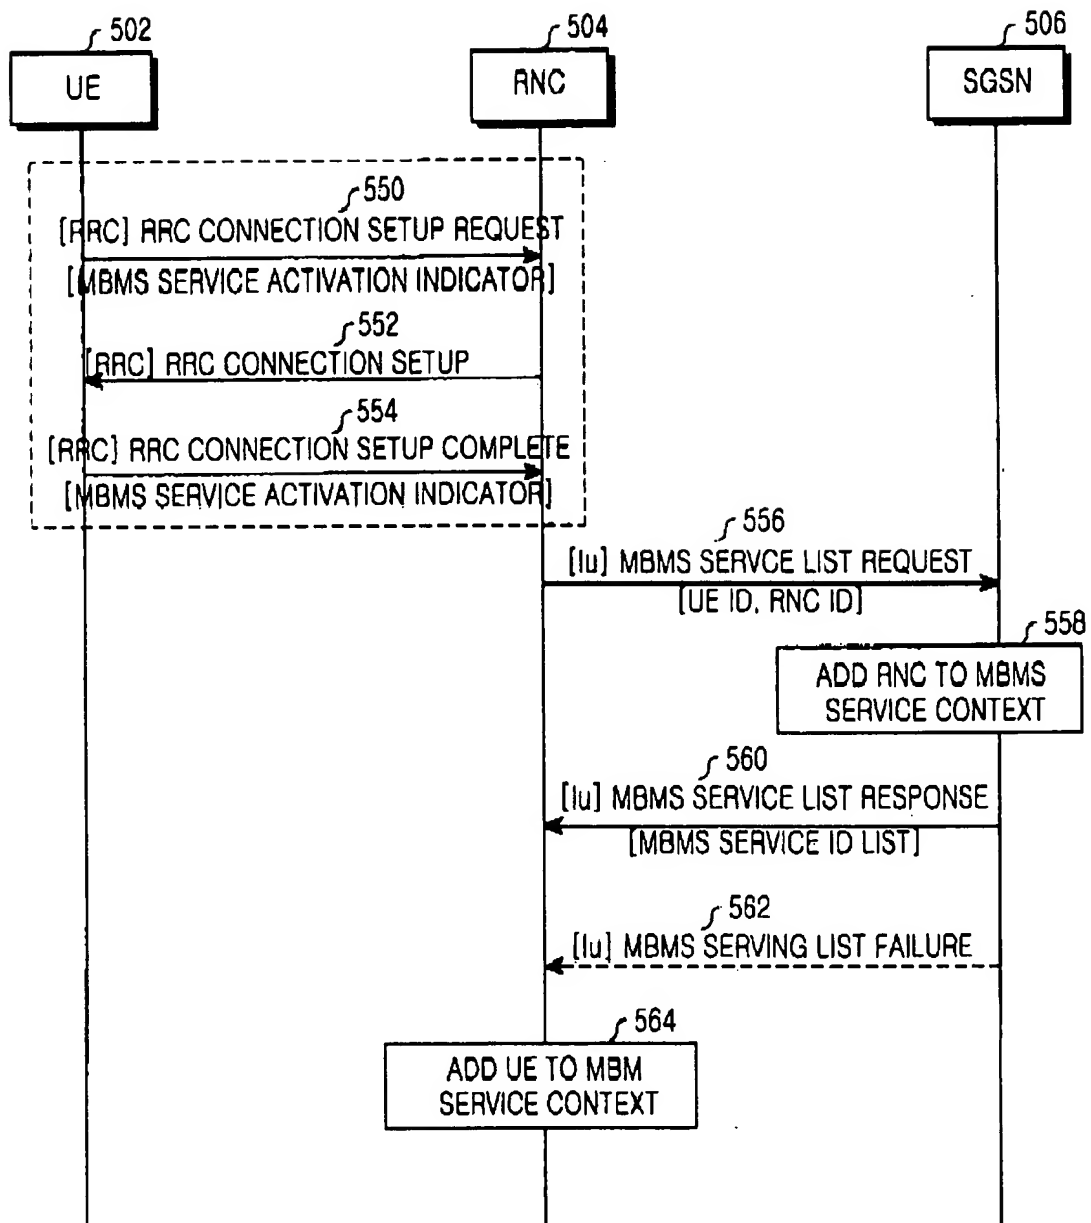 502
504
506
UE
RNC
SGSN
550
[RRC] RRC CONNECTION SETUP REQUEST
[MBMS SERVICE ACTIVATION INDICATOR]
552
[RRC] RRC CONNECTION SETUP
554
[RRC] RRC CONNECTION SETUP COMPLETE
[MBMS SERVICE ACTIVATION INDICATOR]
556
[Iu] MBMS SERVCE LIST REQUEST
[UE ID, RNC ID]
558
ADD RNC TO MBMS
SERVICE CONTEXT
560
[Iu] MBMS SERVICE LIST RESPONSE
[MBMS SERVICE ID LIST]
562
[Iu] MBMS SERVING LIST FAILURE
564
ADD UE TO MBM
SERVICE CONTEXT